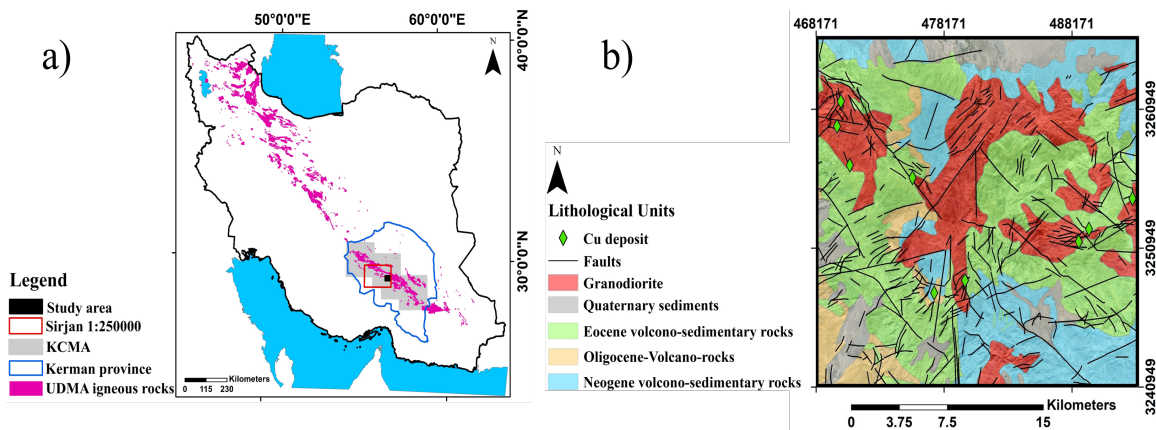 a)
50°0'0"E
60°0'0"E
N
40°0'0"N
30°0'0"N
Legend
Study area
Sirjan 1:250000
KCMA
Kerman province
UDMA igneous rocks
Kilometers
0 115 230
b)
468171 478171 488171
3260949
3250949
3240949
N
Lithological Units
Cu deposit
Faults
Granodiorite
Quaternary sediments
Eocene volcono-sedimentary rocks
Oligocene-Volcano-rocks
Neogene volcono-sedimentary rocks
Kilometers
0 3.75 7.5 15